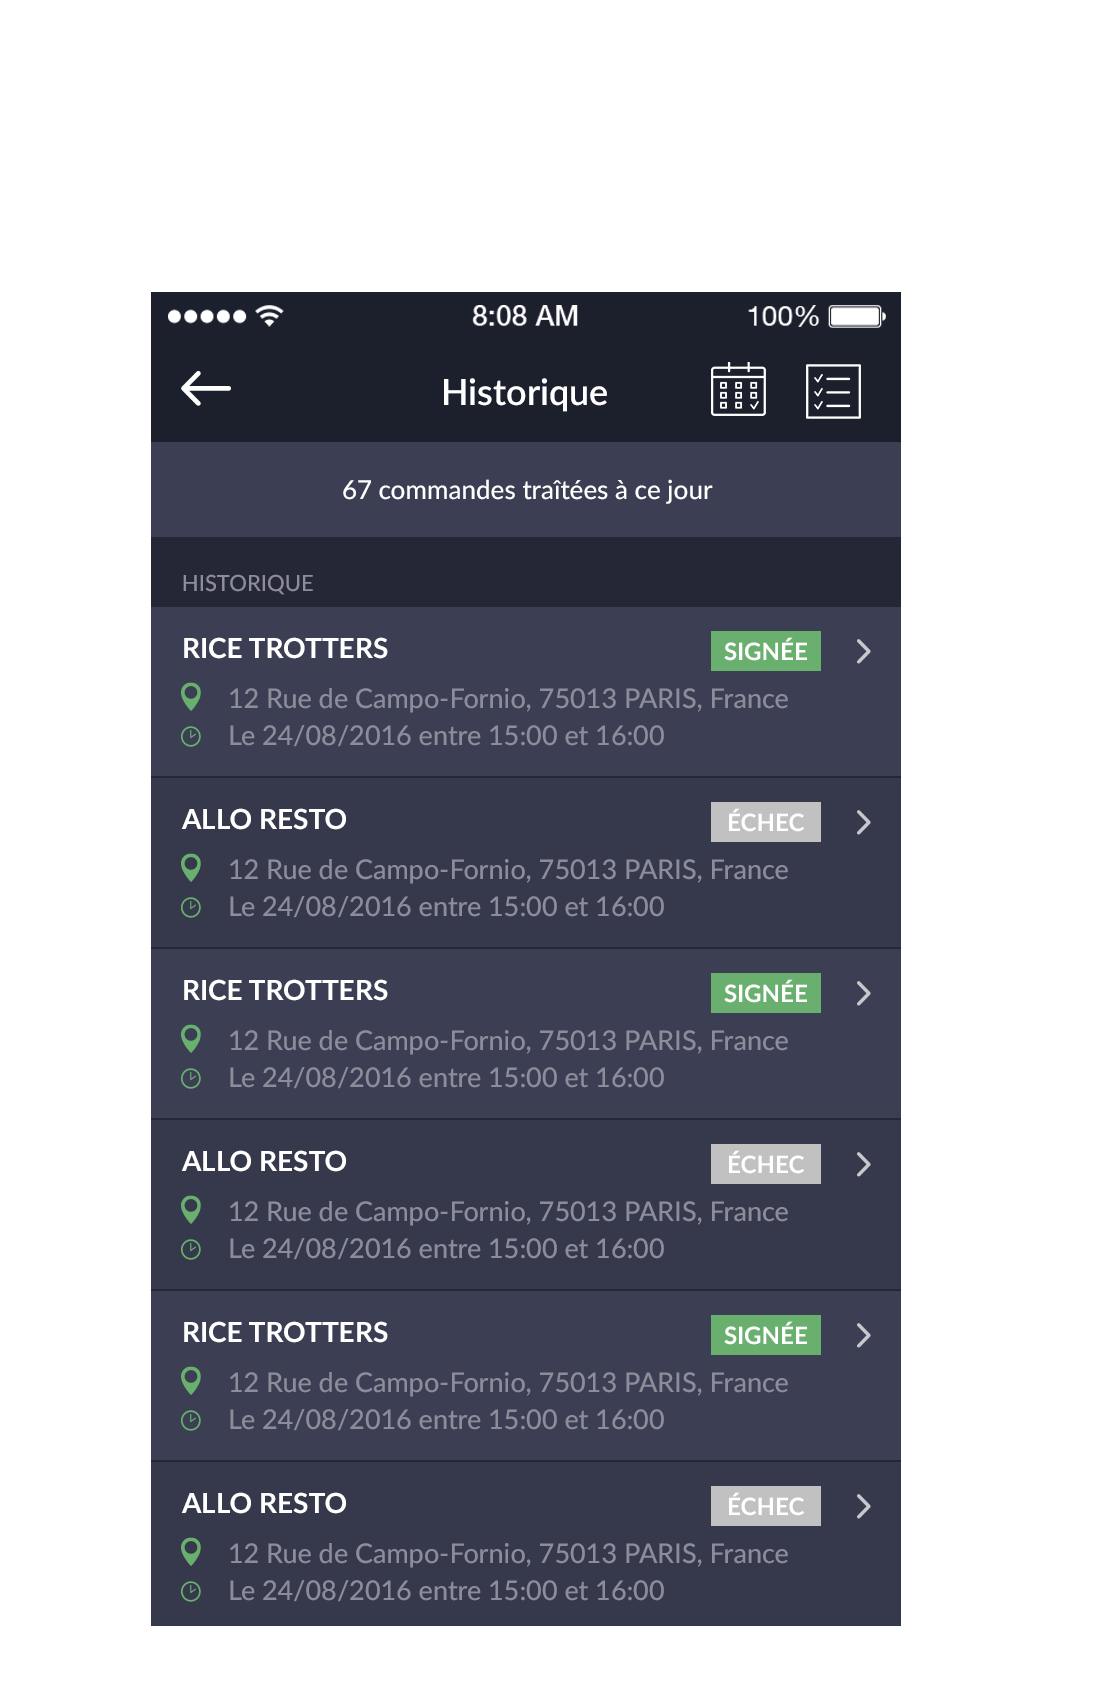 8:08 AM 100%
Historique
67 commandes traîtées à ce jour
HISTORIQUE
RICE TROTTERS SIGNÉE
12 Rue de Campo-Fornio, 75013 PARIS, France
Le 24/08/2016 entre 15:00 et 16:00
ALLO RESTO ÉCHEC
12 Rue de Campo-Fornio, 75013 PARIS, France
Le 24/08/2016 entre 15:00 et 16:00
RICE TROTTERS SIGNÉE
12 Rue de Campo-Fornio, 75013 PARIS, France
Le 24/08/2016 entre 15:00 et 16:00
ALLO RESTO ÉCHEC
12 Rue de Campo-Fornio, 75013 PARIS, France
Le 24/08/2016 entre 15:00 et 16:00
RICE TROTTERS SIGNÉE
12 Rue de Campo-Fornio, 75013 PARIS, France
Le 24/08/2016 entre 15:00 et 16:00
ALLO RESTO ÉCHEC
12 Rue de Campo-Fornio, 75013 PARIS, France
Le 24/08/2016 entre 15:00 et 16:00